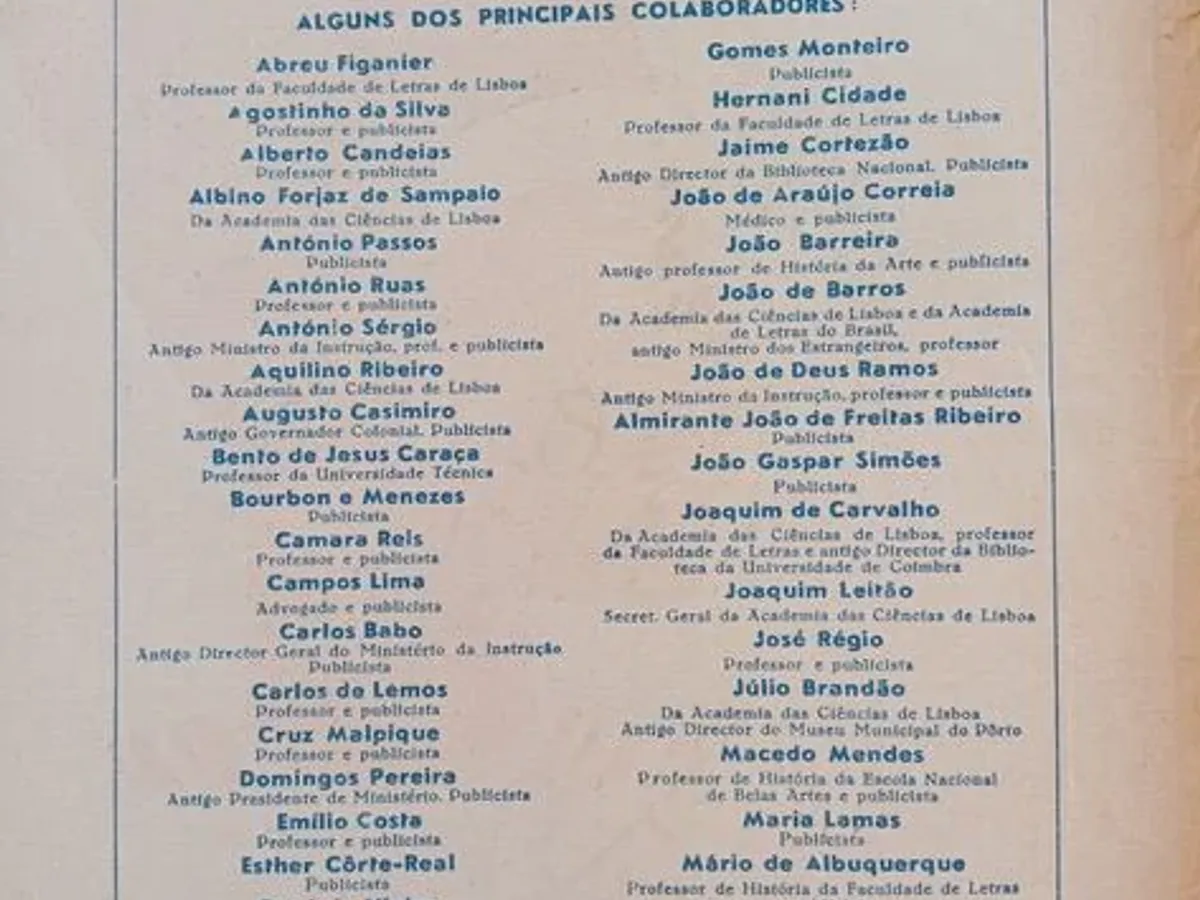 ALGUNS DOS PRINCIPAIS COLABORADORES:
Abreu Figanier
Professor da Faculdade de Letras de Lisboa
Agostinho da Silva
Professor e publicista
Alberto Candeias
Professor e publicista
Albino Forjaz de Sampaio
Da Academia das Ciências de Lisboa
António Passos
Publicista
António Ruas
Professor e publicista
António Sérgio
Antigo Ministro da Instrução, prof. e publicista
Aquilino Ribeiro
Da Academia das Ciências de Lisboa
Augusto Casimiro
Antigo Governador Colonial. Publicista
Bento de Jesus Caraça
Professor da Universidade Técnica
Bourbon e Menezes
Publicista
Camara Reis
Professor e publicista
Campos Lima
Advogado e publicista
Carlos Babo
Antigo Director Geral do Ministério da Instrução
Publicista
Carlos de Lemos
Professor e publicista
Cruz Malpique
Professor e publicista
Domingos Pereira
Antigo Presidente de Ministério. Publicista
Emílio Costa
Professor e publicista
Esther Côrte-Real
Publicista
Gomes Monteiro
Publicista
Hernani Cidade
Professor da Faculdade de Letras de Lisboa
Jaime Cortezão
Antigo Director da Biblioteca Nacional. Publicista
João de Araújo Correia
Médico e publicista
João Barreira
Antigo professor de História da Arte e publicista
João de Barros
Da Academia das Ciências de Lisboa e da Academia
de Letras do Brasil,
antigo Ministro dos Estrangeiros, professor
João de Deus Ramos
Antigo Ministro da Instrução, professor e publicista
Almirante João de Freitas Ribeiro
Publicista
João Gaspar Simões
Publicista
Joaquim de Carvalho
Da Academia das Ciências de Lisboa, professor
da Faculdade de Letras e antigo Director da Biblio-
teca da Universidade de Coimbra
Joaquim Leitão
Secret. Geral da Academia das Ciências de Lisboa
José Régio
Professor e publicista
Júlio Brandão
Da Academia das Ciências de Lisboa
Antigo Director do Museu Municipal do Pôrto
Macedo Mendes
Professor de História da Escola Nacional
de Belas Artes e publicista
Maria Lamas
Publicista
Mário de Albuquerque
Professor de História da Faculdade de Letras